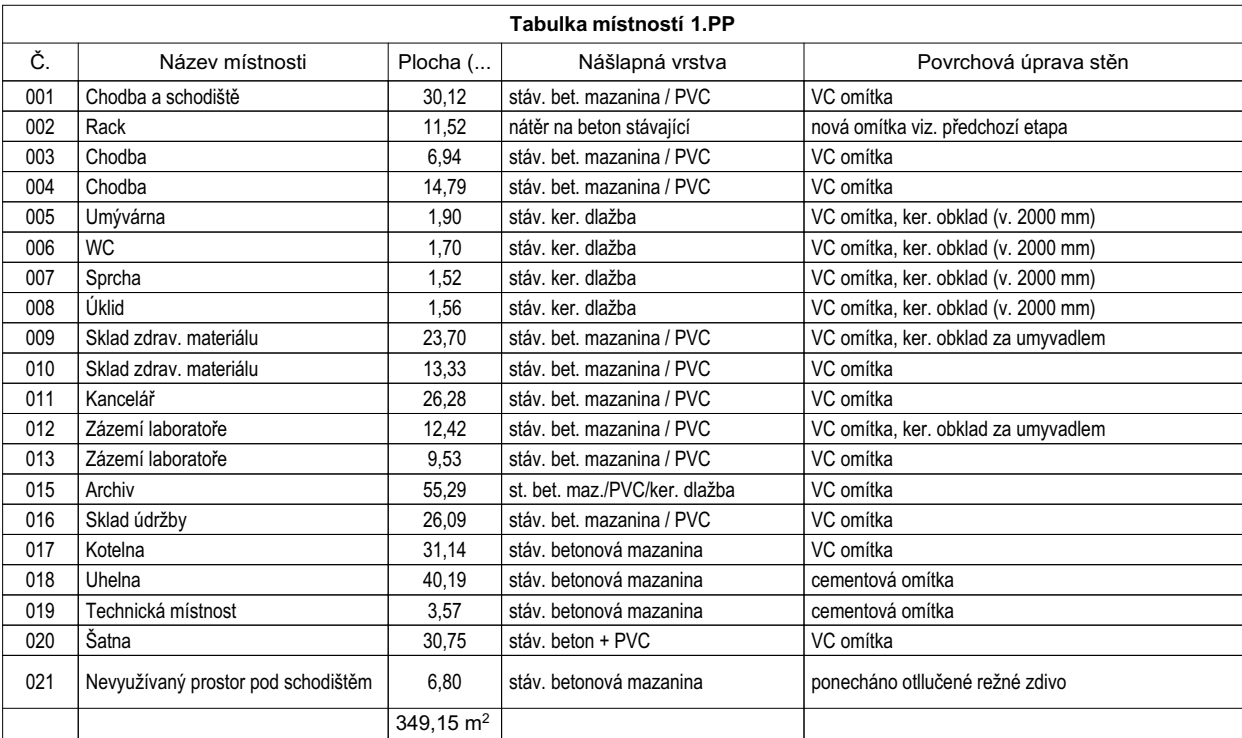 Tabulka místností 1.PP
Č. Název místnosti Plocha (... Nášlapná vrstva Povrchová úprava stěn
001 Chodba a schodiště 30,12 stáv. bet. mazanina / PVC VC omítka
002 Rack 11,52 nátěr na beton stávající nová omítka viz. předchozí etapa
003 Chodba 6,94 stáv. bet. mazanina / PVC VC omítka
004 Chodba 14,79 stáv. bet. mazanina / PVC VC omítka
005 Umývárna 1,90 stáv. ker. dlažba VC omítka, ker. obklad (v. 2000 mm)
006 WC 1,70 stáv. ker. dlažba VC omítka, ker. obklad (v. 2000 mm)
007 Sprcha 1,52 stáv. ker. dlažba VC omítka, ker. obklad (v. 2000 mm)
008 Úklid 1,56 stáv. ker. dlažba VC omítka, ker. obklad (v. 2000 mm)
009 Sklad zdrav. materiálu 23,70 stáv. bet. mazanina / PVC VC omítka, ker. obklad za umyvadlem
010 Sklad zdrav. materiálu 13,33 stáv. bet. mazanina / PVC VC omítka
011 Kancelář 26,28 stáv. bet. mazanina / PVC VC omítka
012 Zázemí laboratoře 12,42 stáv. bet. mazanina / PVC VC omítka, ker. obklad za umyvadlem
013 Zázemí laboratoře 9,53 stáv. bet. mazanina / PVC VC omítka
015 Archiv 55,29 st. bet. maz./PVC/ker. dlažba VC omítka
016 Sklad údržby 26,09 stáv. bet. mazanina / PVC VC omítka
017 Kotelna 31,14 stáv. betonová mazanina VC omítka
018 Uhelna 40,19 stáv. betonová mazanina cementová omítka
019 Technická místnost 3,57 stáv. betonová mazanina cementová omítka
020 Šatna 30,75 stáv. beton + PVC VC omítka
021 Nevyužívaný prostor pod schodištěm 6,80 stáv. betonová mazanina ponecháno otllučené režné zdivo
349,15 m²